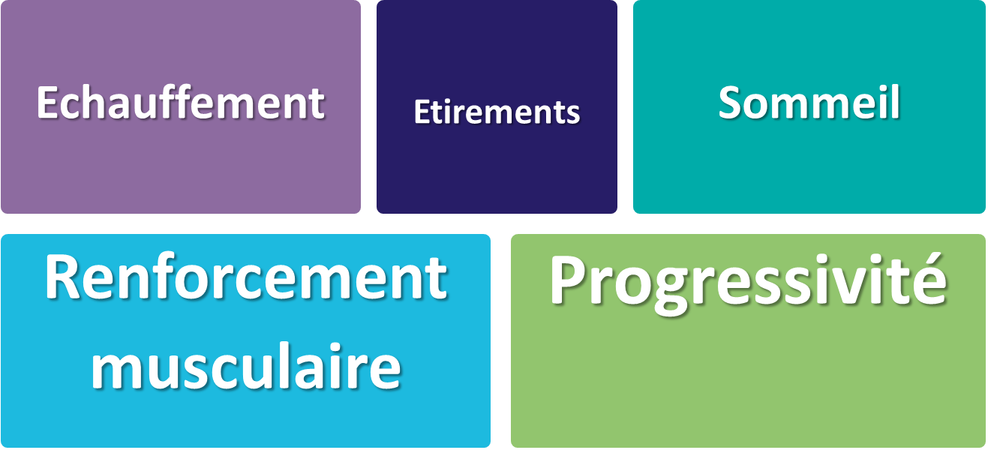 Echauffement
Etirements
Sommeil
Renforcement
musculaire
Progressivité